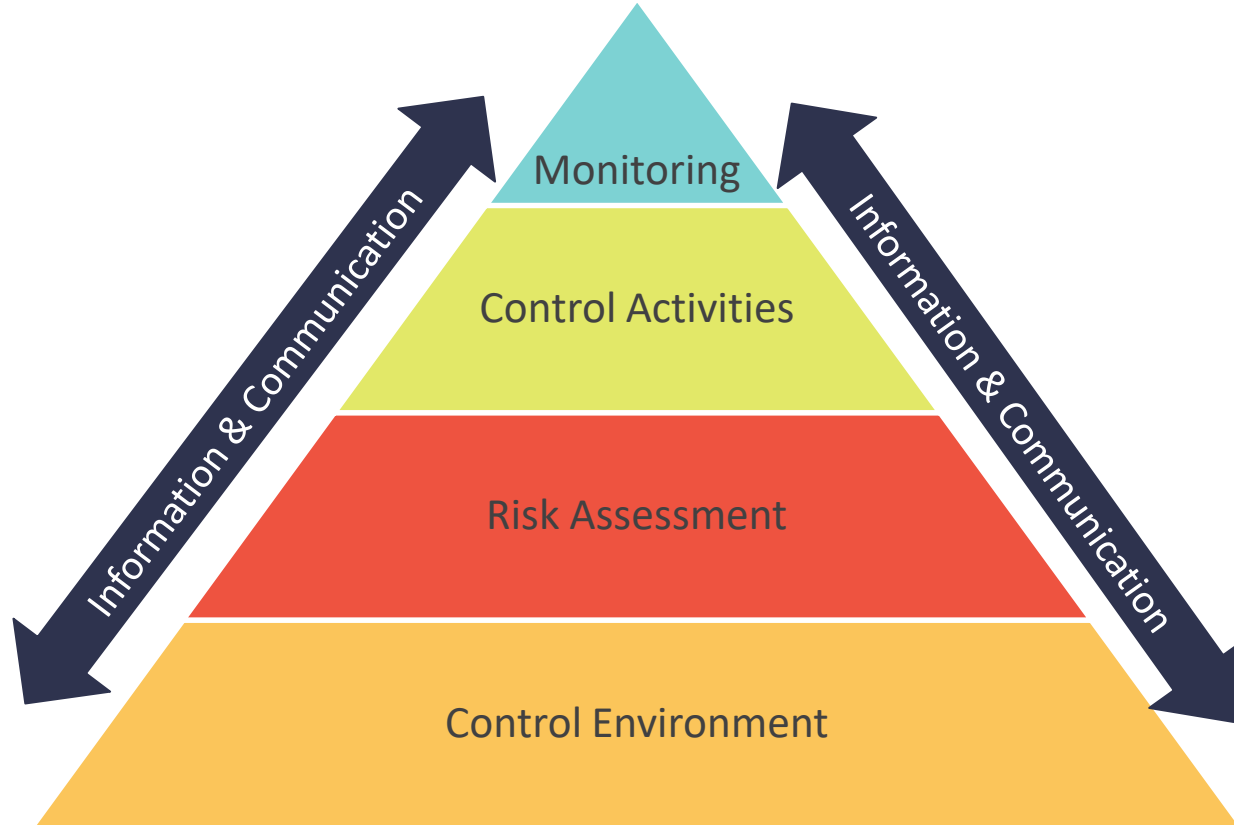 Monitoring
Information & Communication
Information & Communication
Control Activities
Risk Assessment
Control Environment